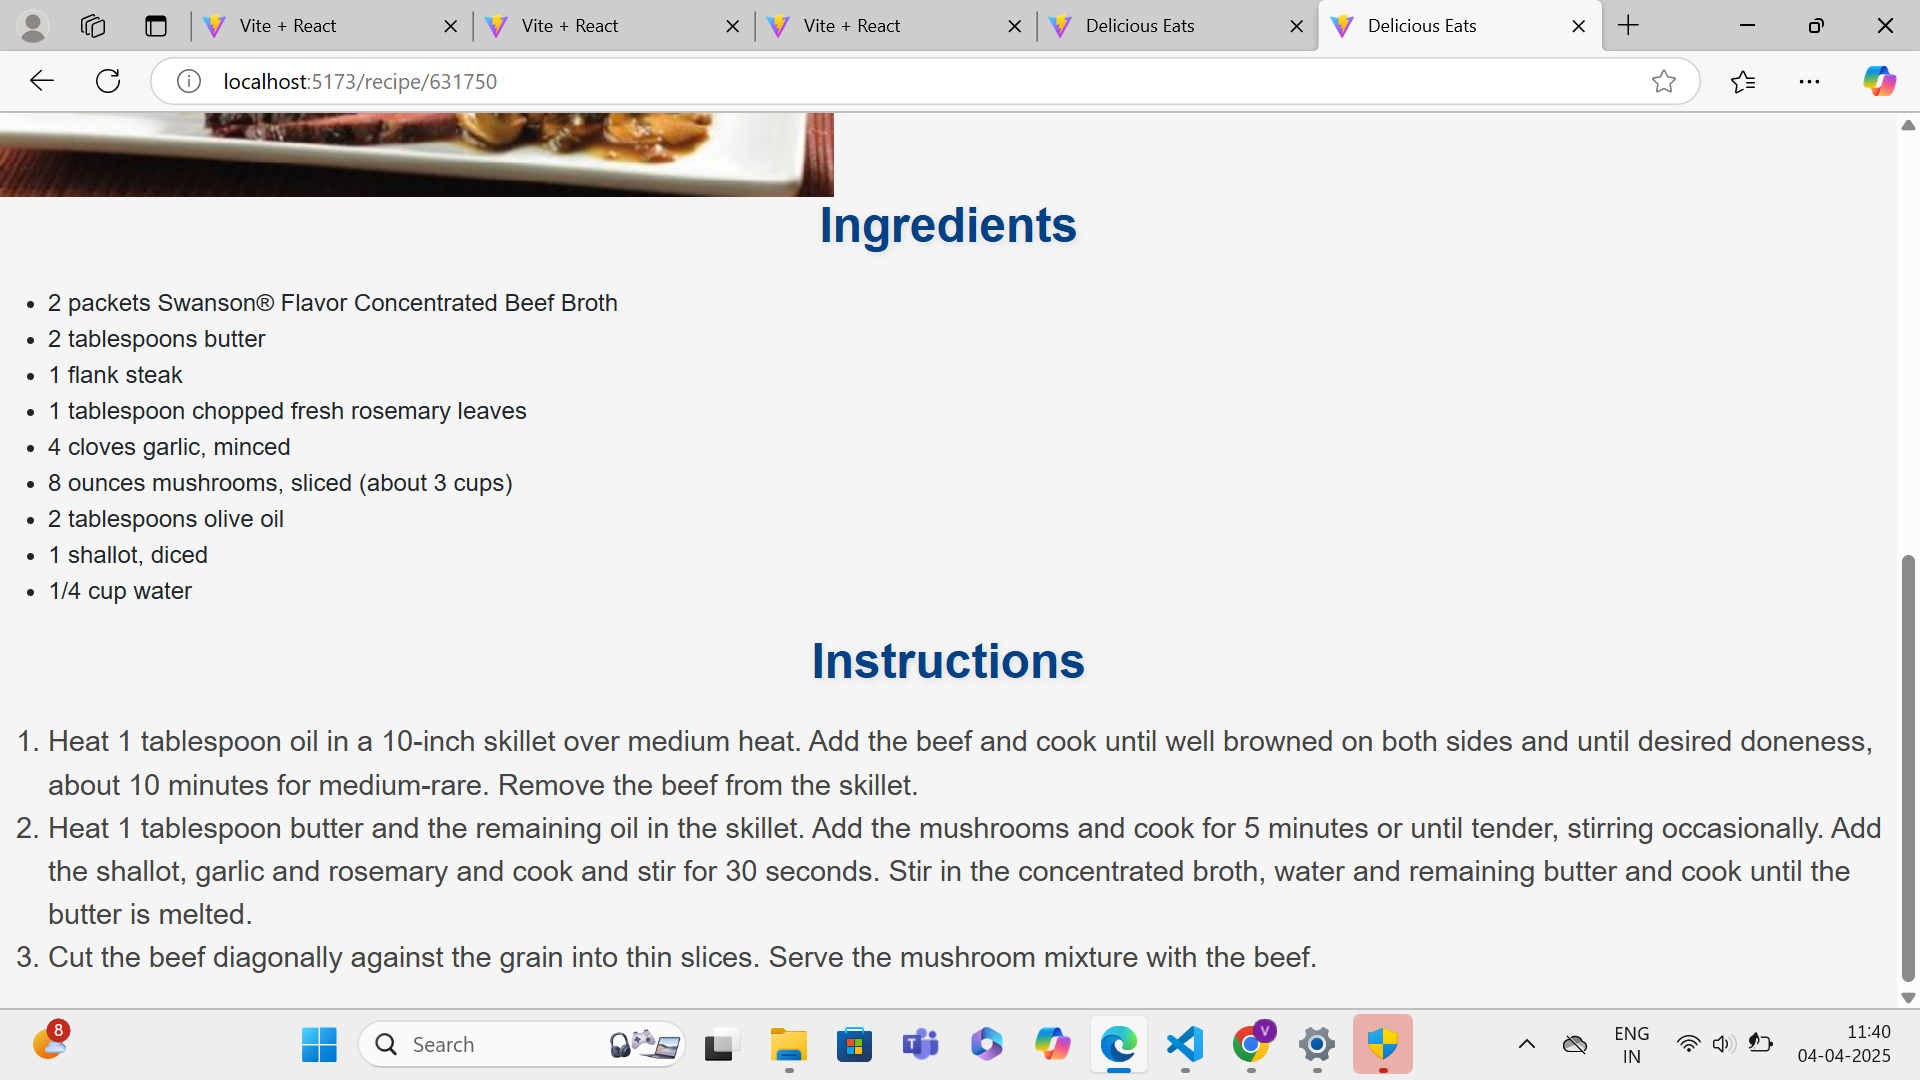 Vite + React
Vite + React
Vite + React
Delicious Eats
Delicious Eats
localhost:5173/recipe/631750
Ingredients
• 2 packets Swanson® Flavor Concentrated Beef Broth
• 2 tablespoons butter
• 1 flank steak
• 1 tablespoon chopped fresh rosemary leaves
• 4 cloves garlic, minced
• 8 ounces mushrooms, sliced (about 3 cups)
• 2 tablespoons olive oil
• 1 shallot, diced
• 1/4 cup water
Instructions
1. Heat 1 tablespoon oil in a 10-inch skillet over medium heat. Add the beef and cook until well browned on both sides and until desired doneness,
about 10 minutes for medium-rare. Remove the beef from the skillet.
2. Heat 1 tablespoon butter and the remaining oil in the skillet. Add the mushrooms and cook for 5 minutes or until tender, stirring occasionally. Add
the shallot, garlic and rosemary and cook and stir for 30 seconds. Stir in the concentrated broth, water and remaining butter and cook until the
butter is melted.
3. Cut the beef diagonally against the grain into thin slices. Serve the mushroom mixture with the beef.
8
Search
T
V
ENG
IN
11:40
04-04-2025